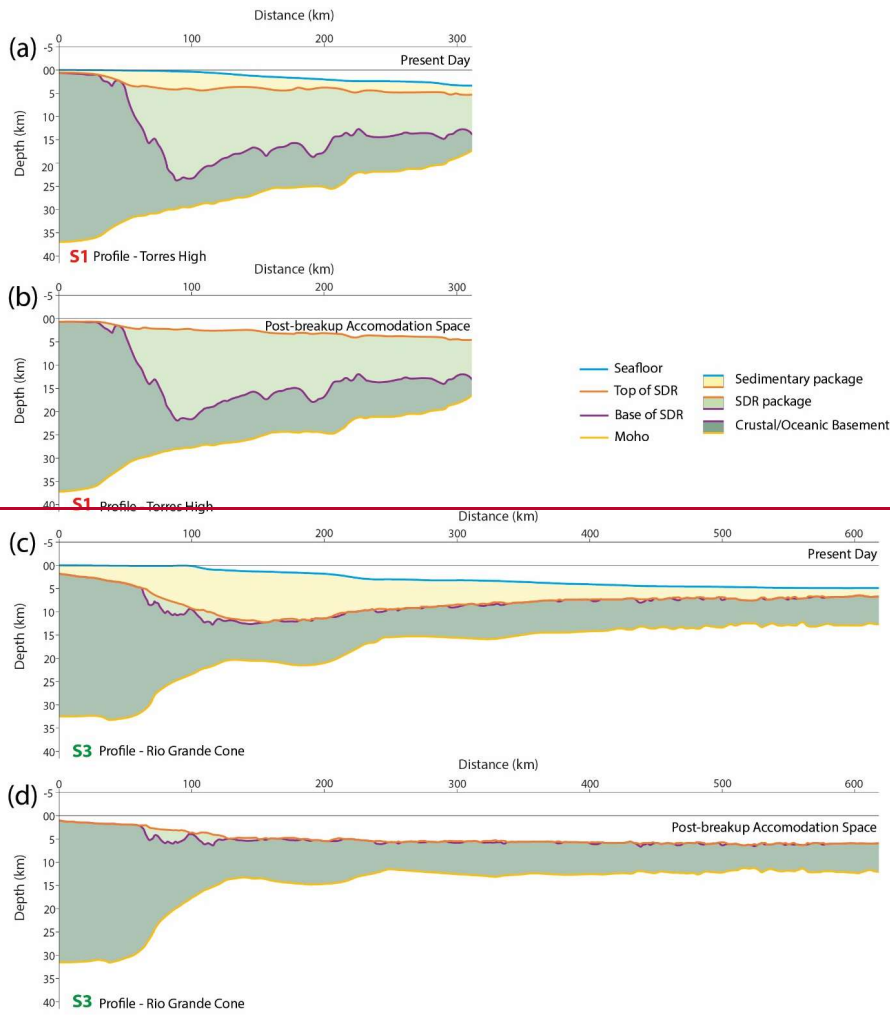 Distance (km)
0 100 200 300
(a)
-5
00
5
10
15
20
25
30
35
40
Depth (km)
Present Day
S1 Profile - Torres High
Distance (km)
0 100 200 300
(b)
-5
00
5
10
15
20
25
30
35
40
Depth (km)
Post-breakup Accomodation Space
S1 Profile - Torres High
Seafloor
Top of SDR
Base of SDR
Moho
Sedimentary package
SDR package
Crustal/Oceanic Basement
Distance (km)
0 100 200 300 400 500 600
(c)
-5
00
5
10
15
20
25
30
35
40
Depth (km)
Present Day
S3 Profile - Rio Grande Cone
Distance (km)
0 100 200 300 400 500 600
(d)
-5
00
5
10
15
20
25
30
35
40
Depth (km)
Post-breakup Accomodation Space
S3 Profile - Rio Grande Cone